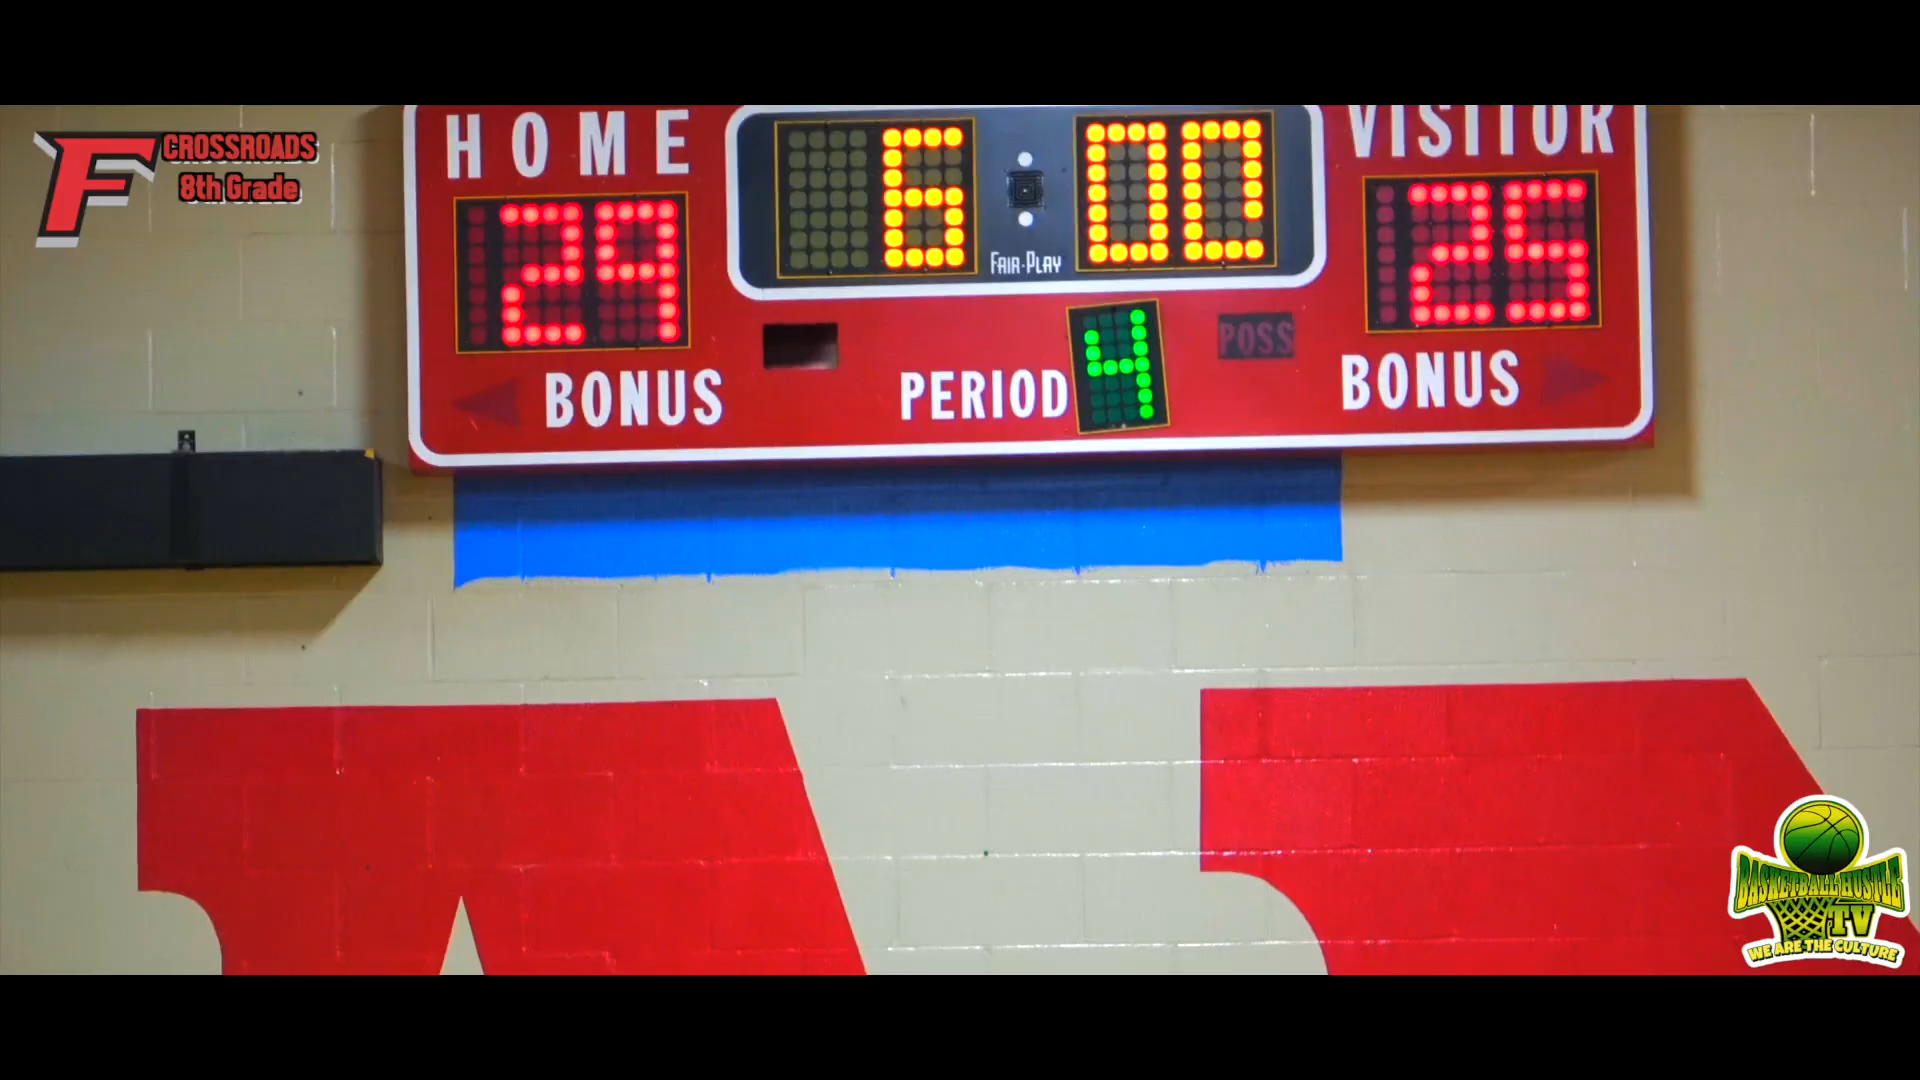 F CROSSROADS
8th Grade
HOME
6:00
VISITOR
29
FAIR-PLAY
25
POSS
BONUS
PERIOD 4
BONUS
BASKETBALL HUSTLE
TV
WE ARE THE CULTURE